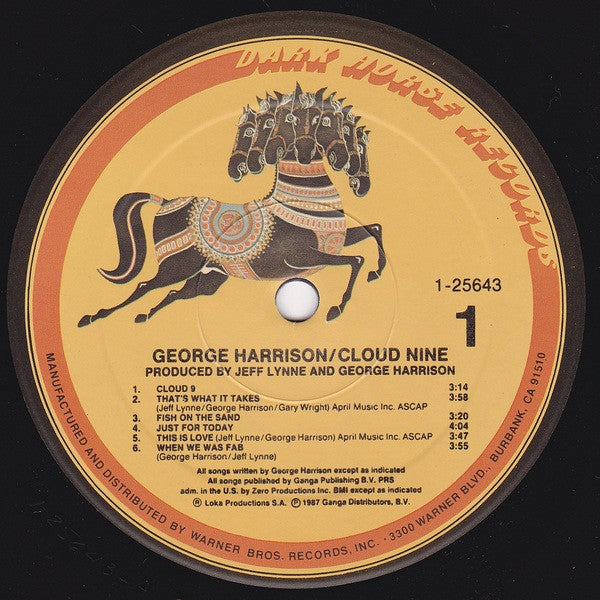 DARK HORSE RECORDS
1-25643
1
GEORGE HARRISON/CLOUD NINE
PRODUCED BY JEFF LYNNE AND GEORGE HARRISON
1. CLOUD 9 3:14
2. THAT'S WHAT IT TAKES 3:58
(Jeff Lynne/George Harrison/Gary Wright) April Music Inc. ASCAP
3. FISH ON THE SAND 3:20
4. JUST FOR TODAY 4:04
5. THIS IS LOVE (Jeff Lynne/George Harrison) April Music Inc. ASCAP 3:47
6. WHEN WE WAS FAB 3:55
(George Harrison/Jeff Lynne)
All songs written by George Harrison except as indicated
All songs published by Ganga Publishing B.V. PRS
adm. in the U.S. by Zero Productions Inc. BMI except as indicated
Ⓡ Loka Productions S.A. Ⓟ 1987 Ganga Distributors, B.V.
MANUFACTURED AND DISTRIBUTED BY WARNER BROS. RECORDS, INC. · 3300 WARNER BLVD., BURBANK, CA 91510